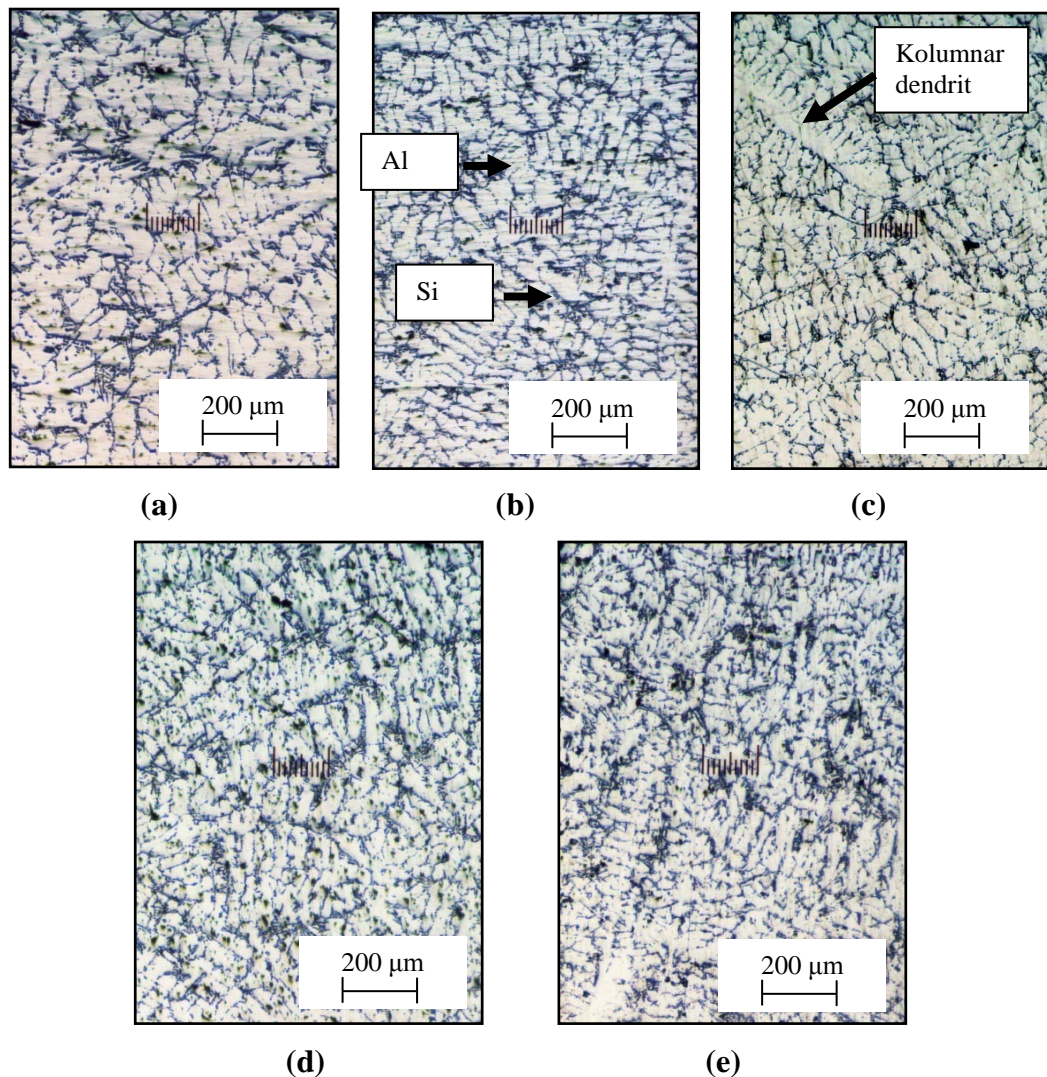 Kolumnar
dendrit
Al
Si
200 μm
200 μm
200 μm
(a)
(b)
(c)
200 μm
200 μm
(d)
(e)